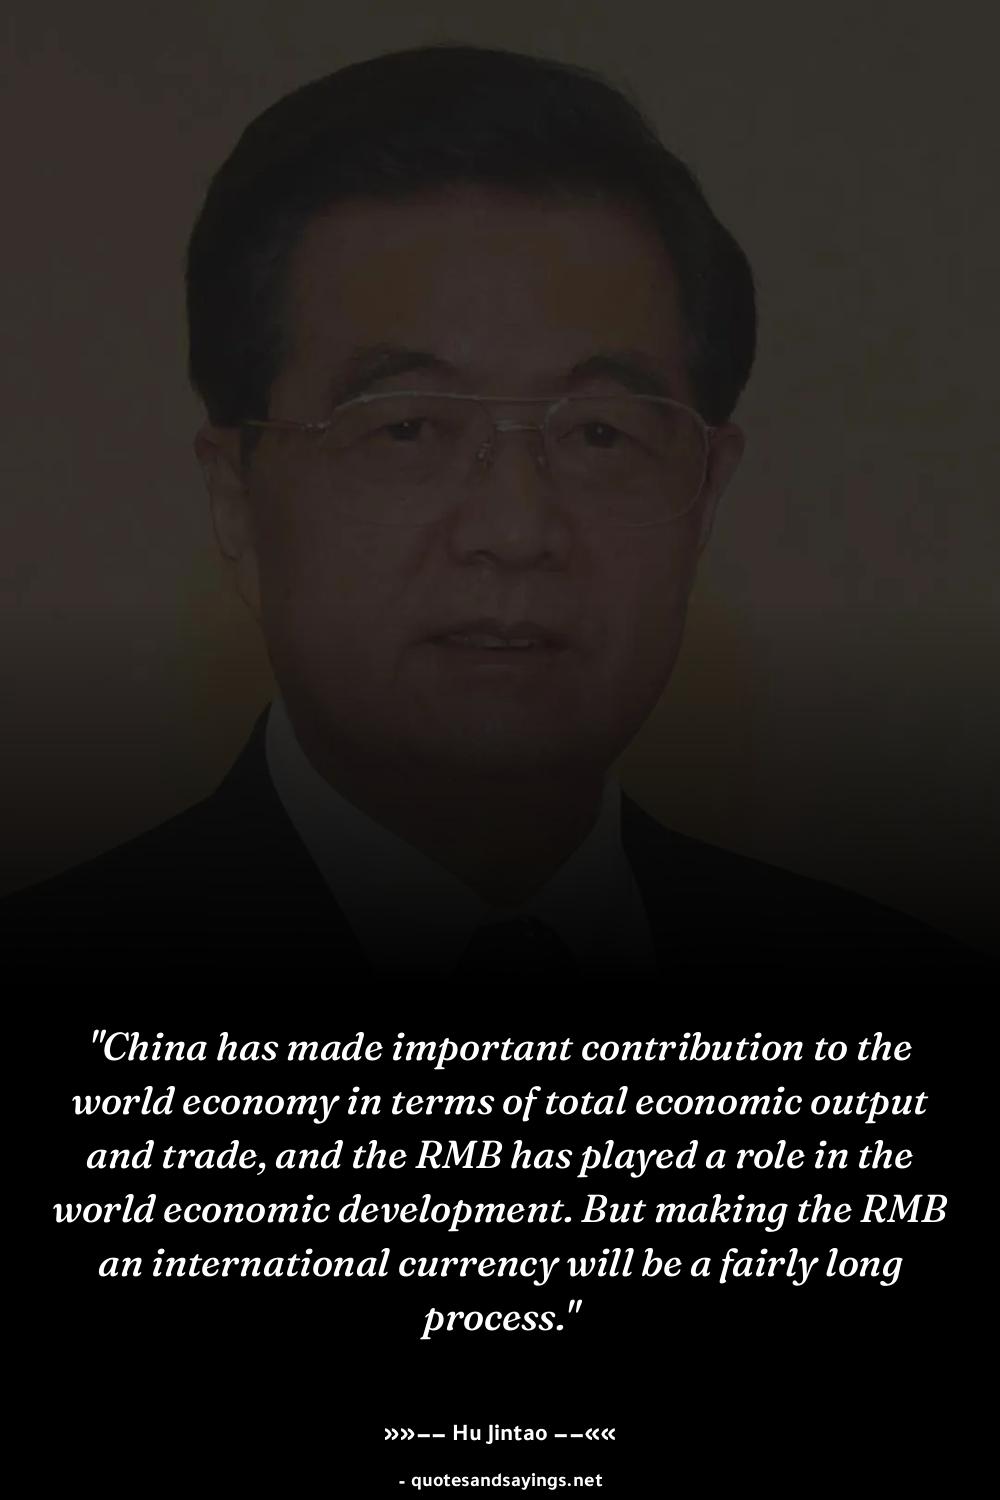 "China has made important contribution to the
world economy in terms of total economic output
and trade, and the RMB has played a role in the
world economic development. But making the RMB
an international currency will be a fairly long
process."
»»−− Hu Jintao −−««
- quotesandsayings.net